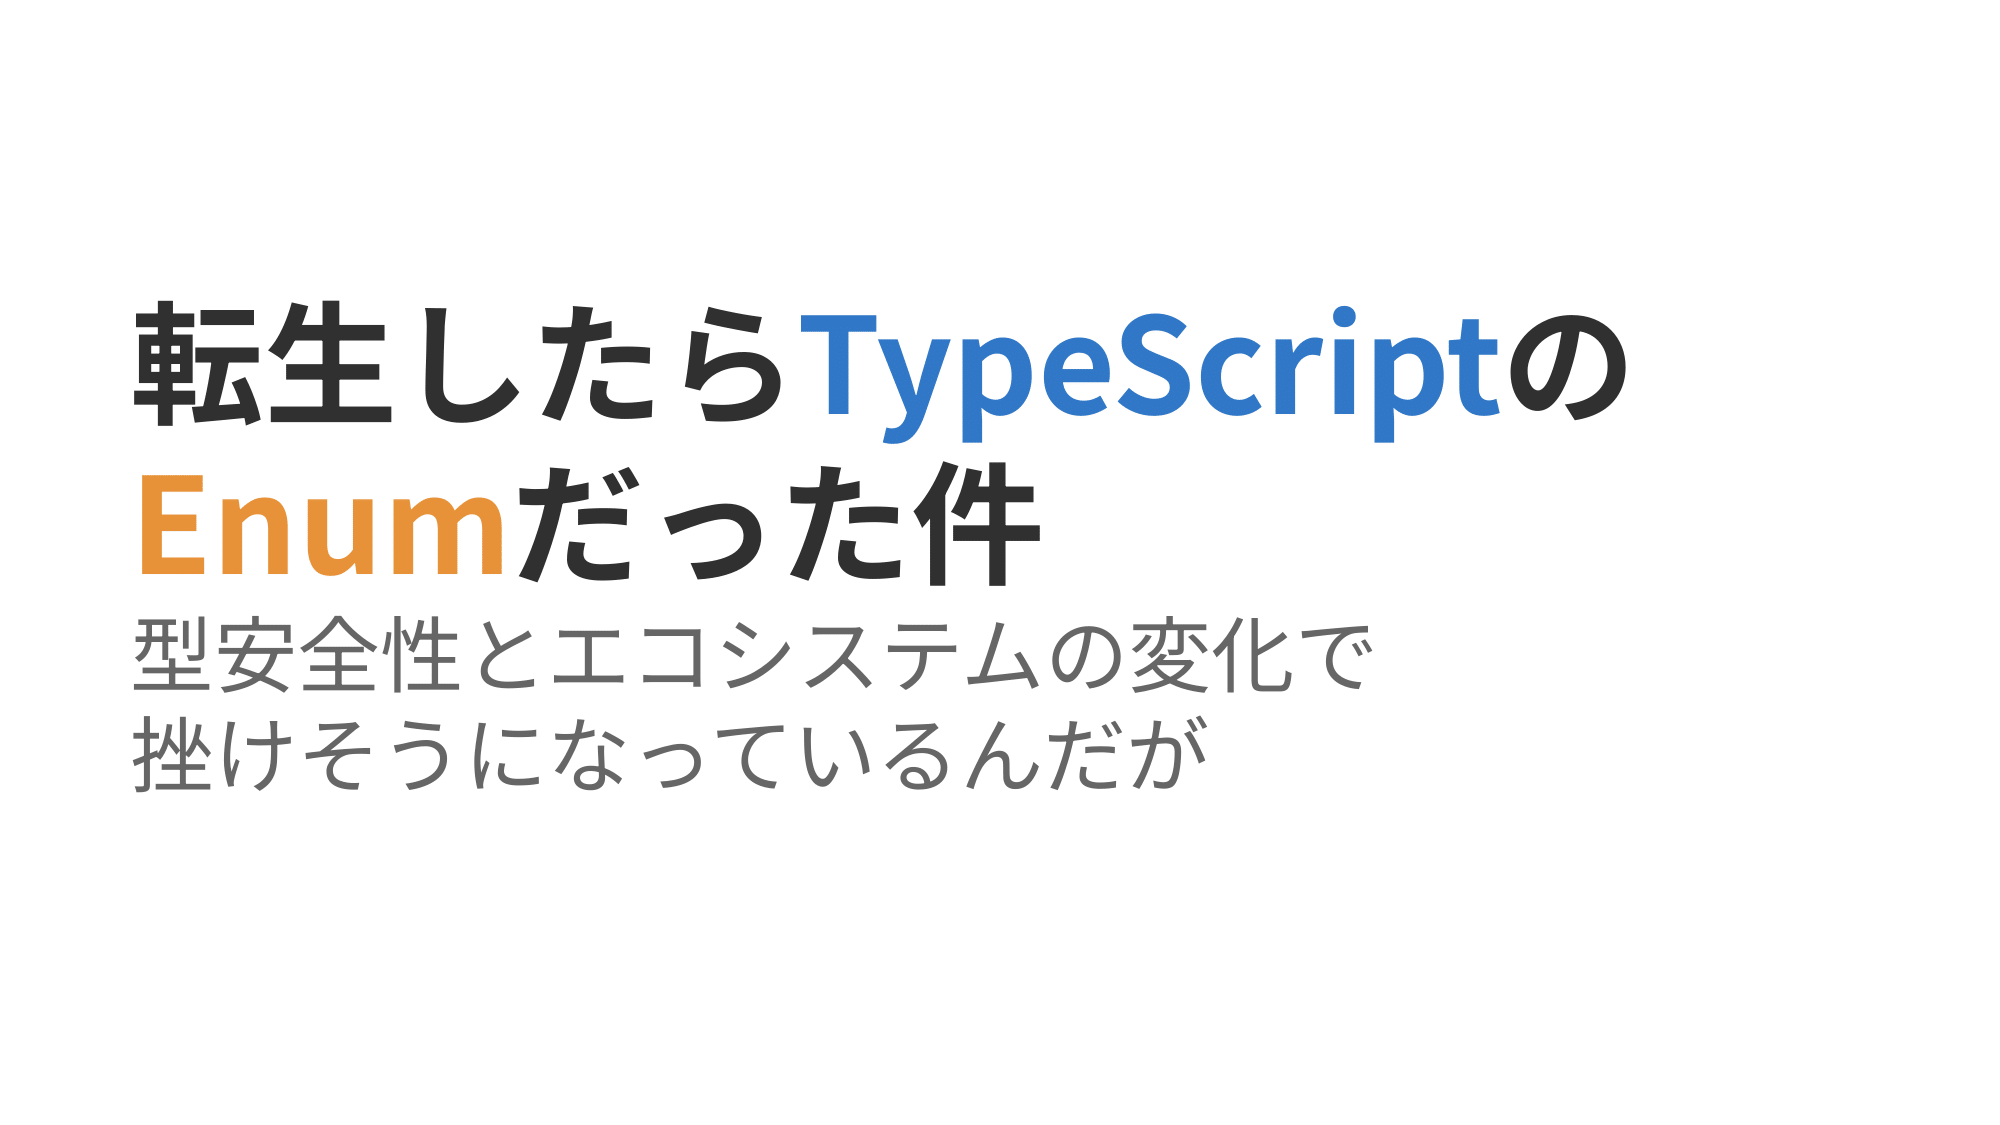 転生したらTypeScriptの
Enumだった件
型安全性とエコシステムの変化で
挫けそうになっているんだが